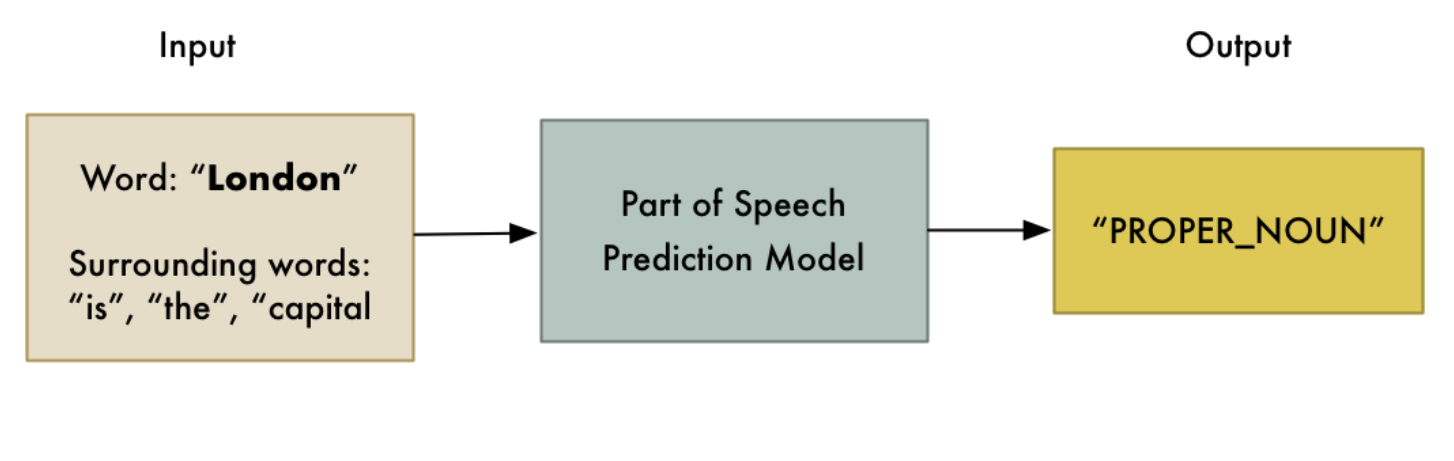 Input
Output
Word: “London”
Surrounding words:
“is”, “the”, “capital
Part of Speech
Prediction Model
“PROPER_NOUN”